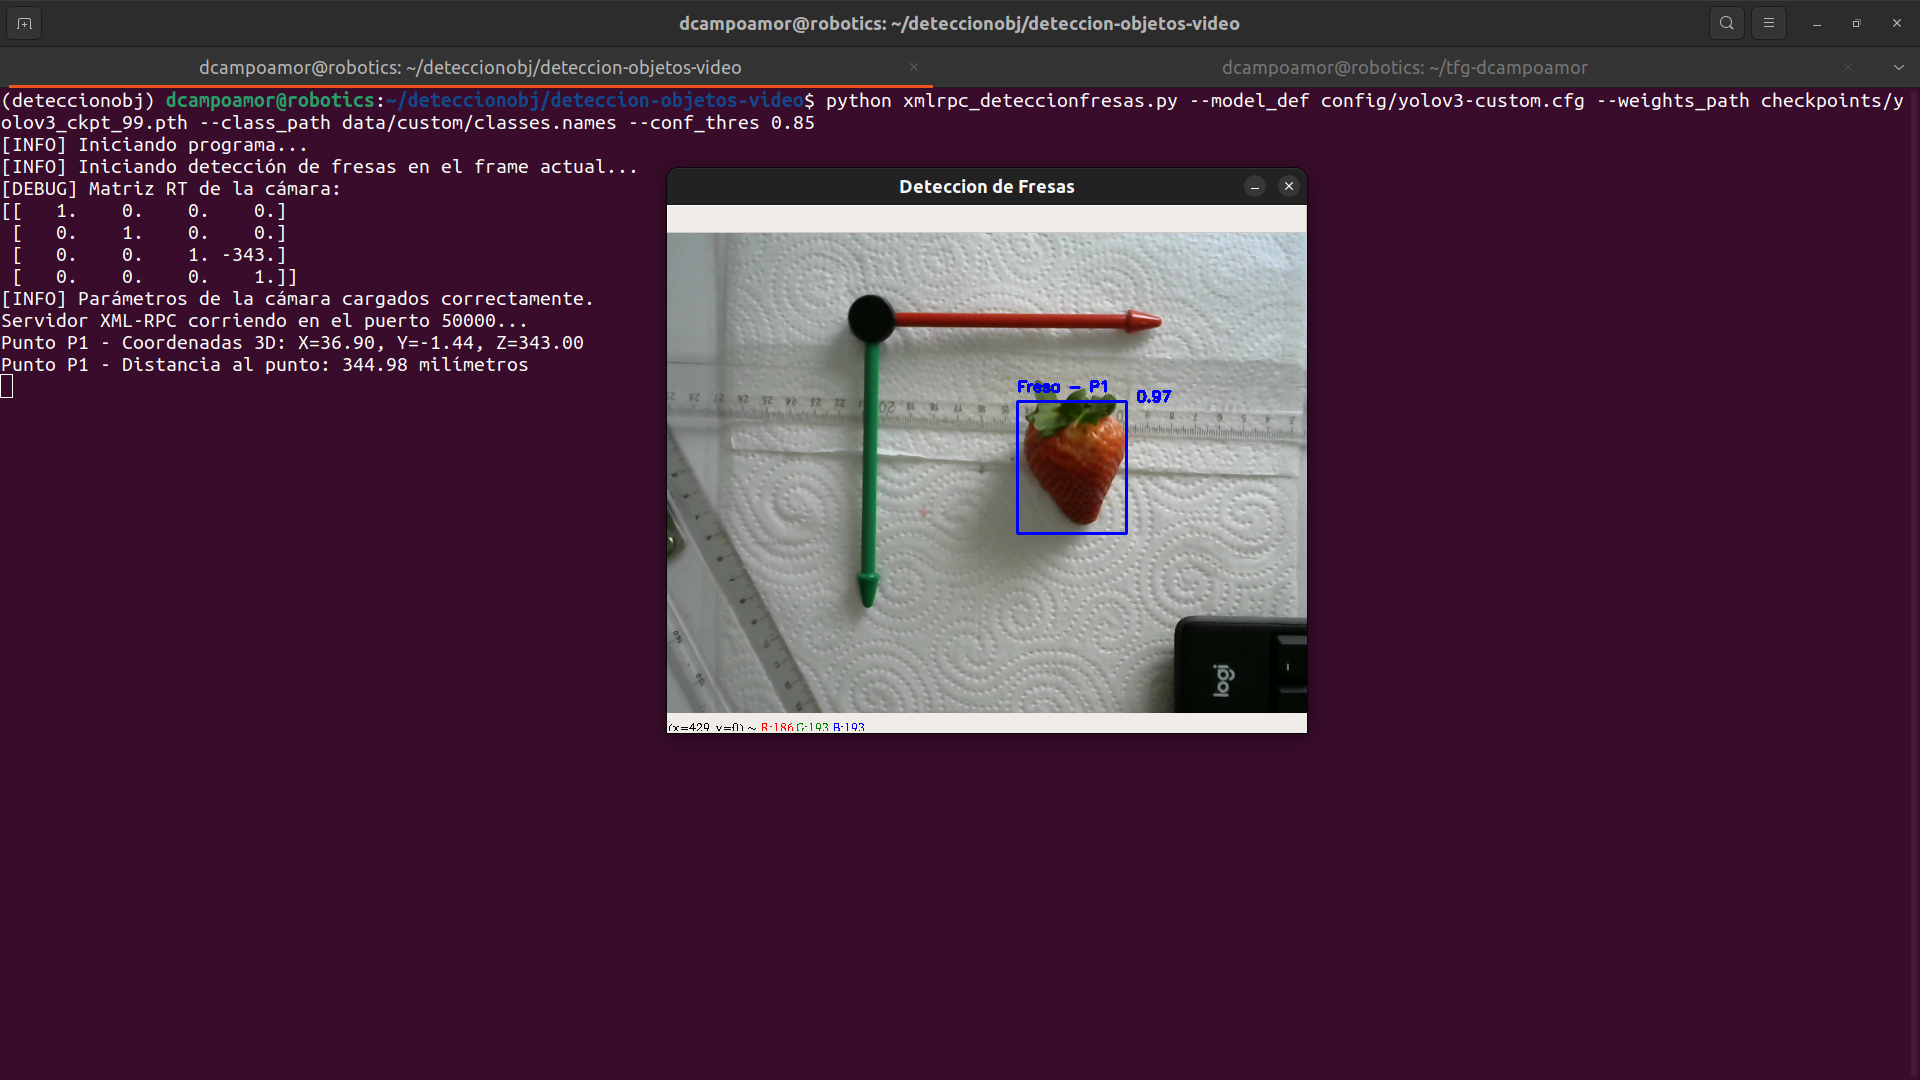 dcampoamor@robotics: ~/deteccionobj/deteccion-objetos-video
dcampoamor@robotics: ~/deteccionobj/deteccion-objetos-video
dcampoamor@robotics: ~/tfg-dcampoamor
(deteccionobj) dcampoamor@robotics:~/deteccionobj/deteccion-objetos-video$ python xmlrpc_deteccionfresas.py --model_def config/yolov3-custom.cfg --weights_path checkpoints/y
olov3_ckpt_99.pth --class_path data/custom/classes.names --conf_thres 0.85
[INFO] Iniciando programa...
[INFO] Iniciando detección de fresas en el frame actual...
[DEBUG] Matriz RT de la cámara:
[[   1.    0.    0.    0.]
 [   0.    1.    0.    0.]
 [   0.    0.    1. -343.]
 [   0.    0.    0.    1.]]
[INFO] Parámetros de la cámara cargados correctamente.
Servidor XML-RPC corriendo en el puerto 50000...
Punto P1 - Coordenadas 3D: X=36.90, Y=-1.44, Z=343.00
Punto P1 - Distancia al punto: 344.98 milímetros
Deteccion de Fresas
Fresa - P1
0.97
logi
(x=429, y=0) ~ R:186 G:193 B:193